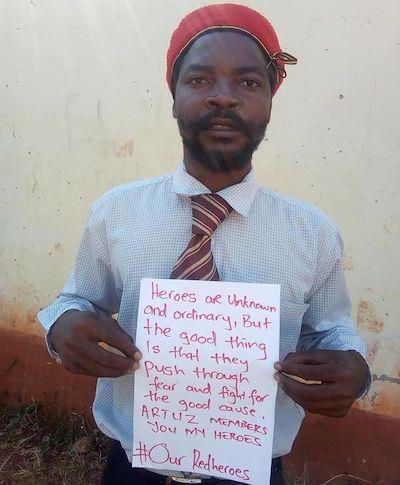 Heroes are Unknown
and ordinary, But
the good thing
Is that they
Push through
fear and fight for
the good cause.
ARTUZ MEMBERS
YOU MY HEROES
#Our Redheroes